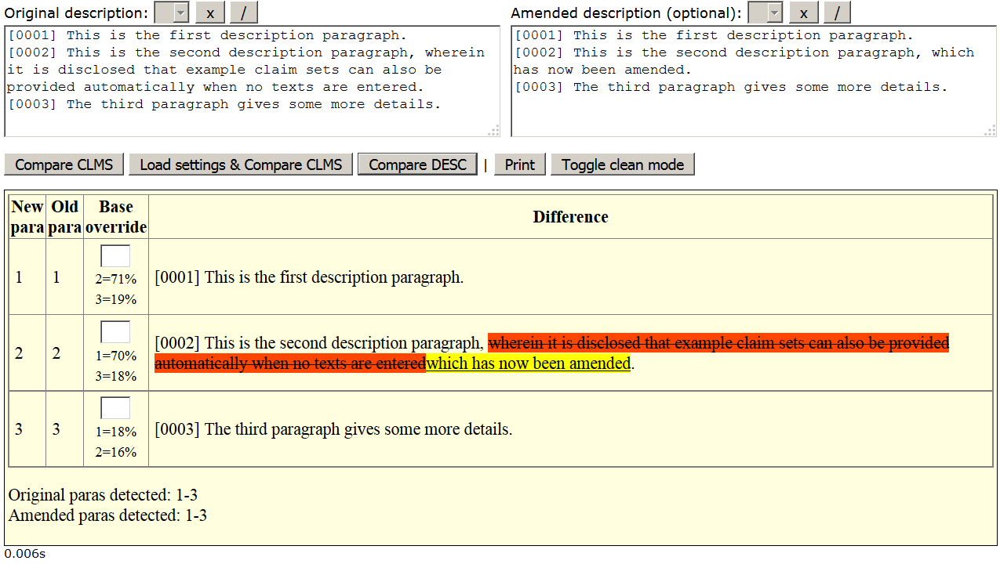 Original description: x / Amended description (optional): x /
[0001] This is the first description paragraph.
[0002] This is the second description paragraph, wherein
it is disclosed that example claim sets can also be
provided automatically when no texts are entered.
[0003] The third paragraph gives some more details.
[0001] This is the first description paragraph.
[0002] This is the second description paragraph, which
has now been amended.
[0003] The third paragraph gives some more details.
Compare CLMS Load settings & Compare CLMS Compare DESC | Print Toggle clean mode
New para Old para Base override Difference
1 1 2=71% 3=19% [0001] This is the first description paragraph.
2 2 1=70% 3=18% [0002] This is the second description paragraph, wherein it is disclosed that example claim sets can also be provided
automatically when no texts are enteredwhich has now been amended.
3 3 1=18% 2=16% [0003] The third paragraph gives some more details.
Original paras detected: 1-3
Amended paras detected: 1-3
0.006s